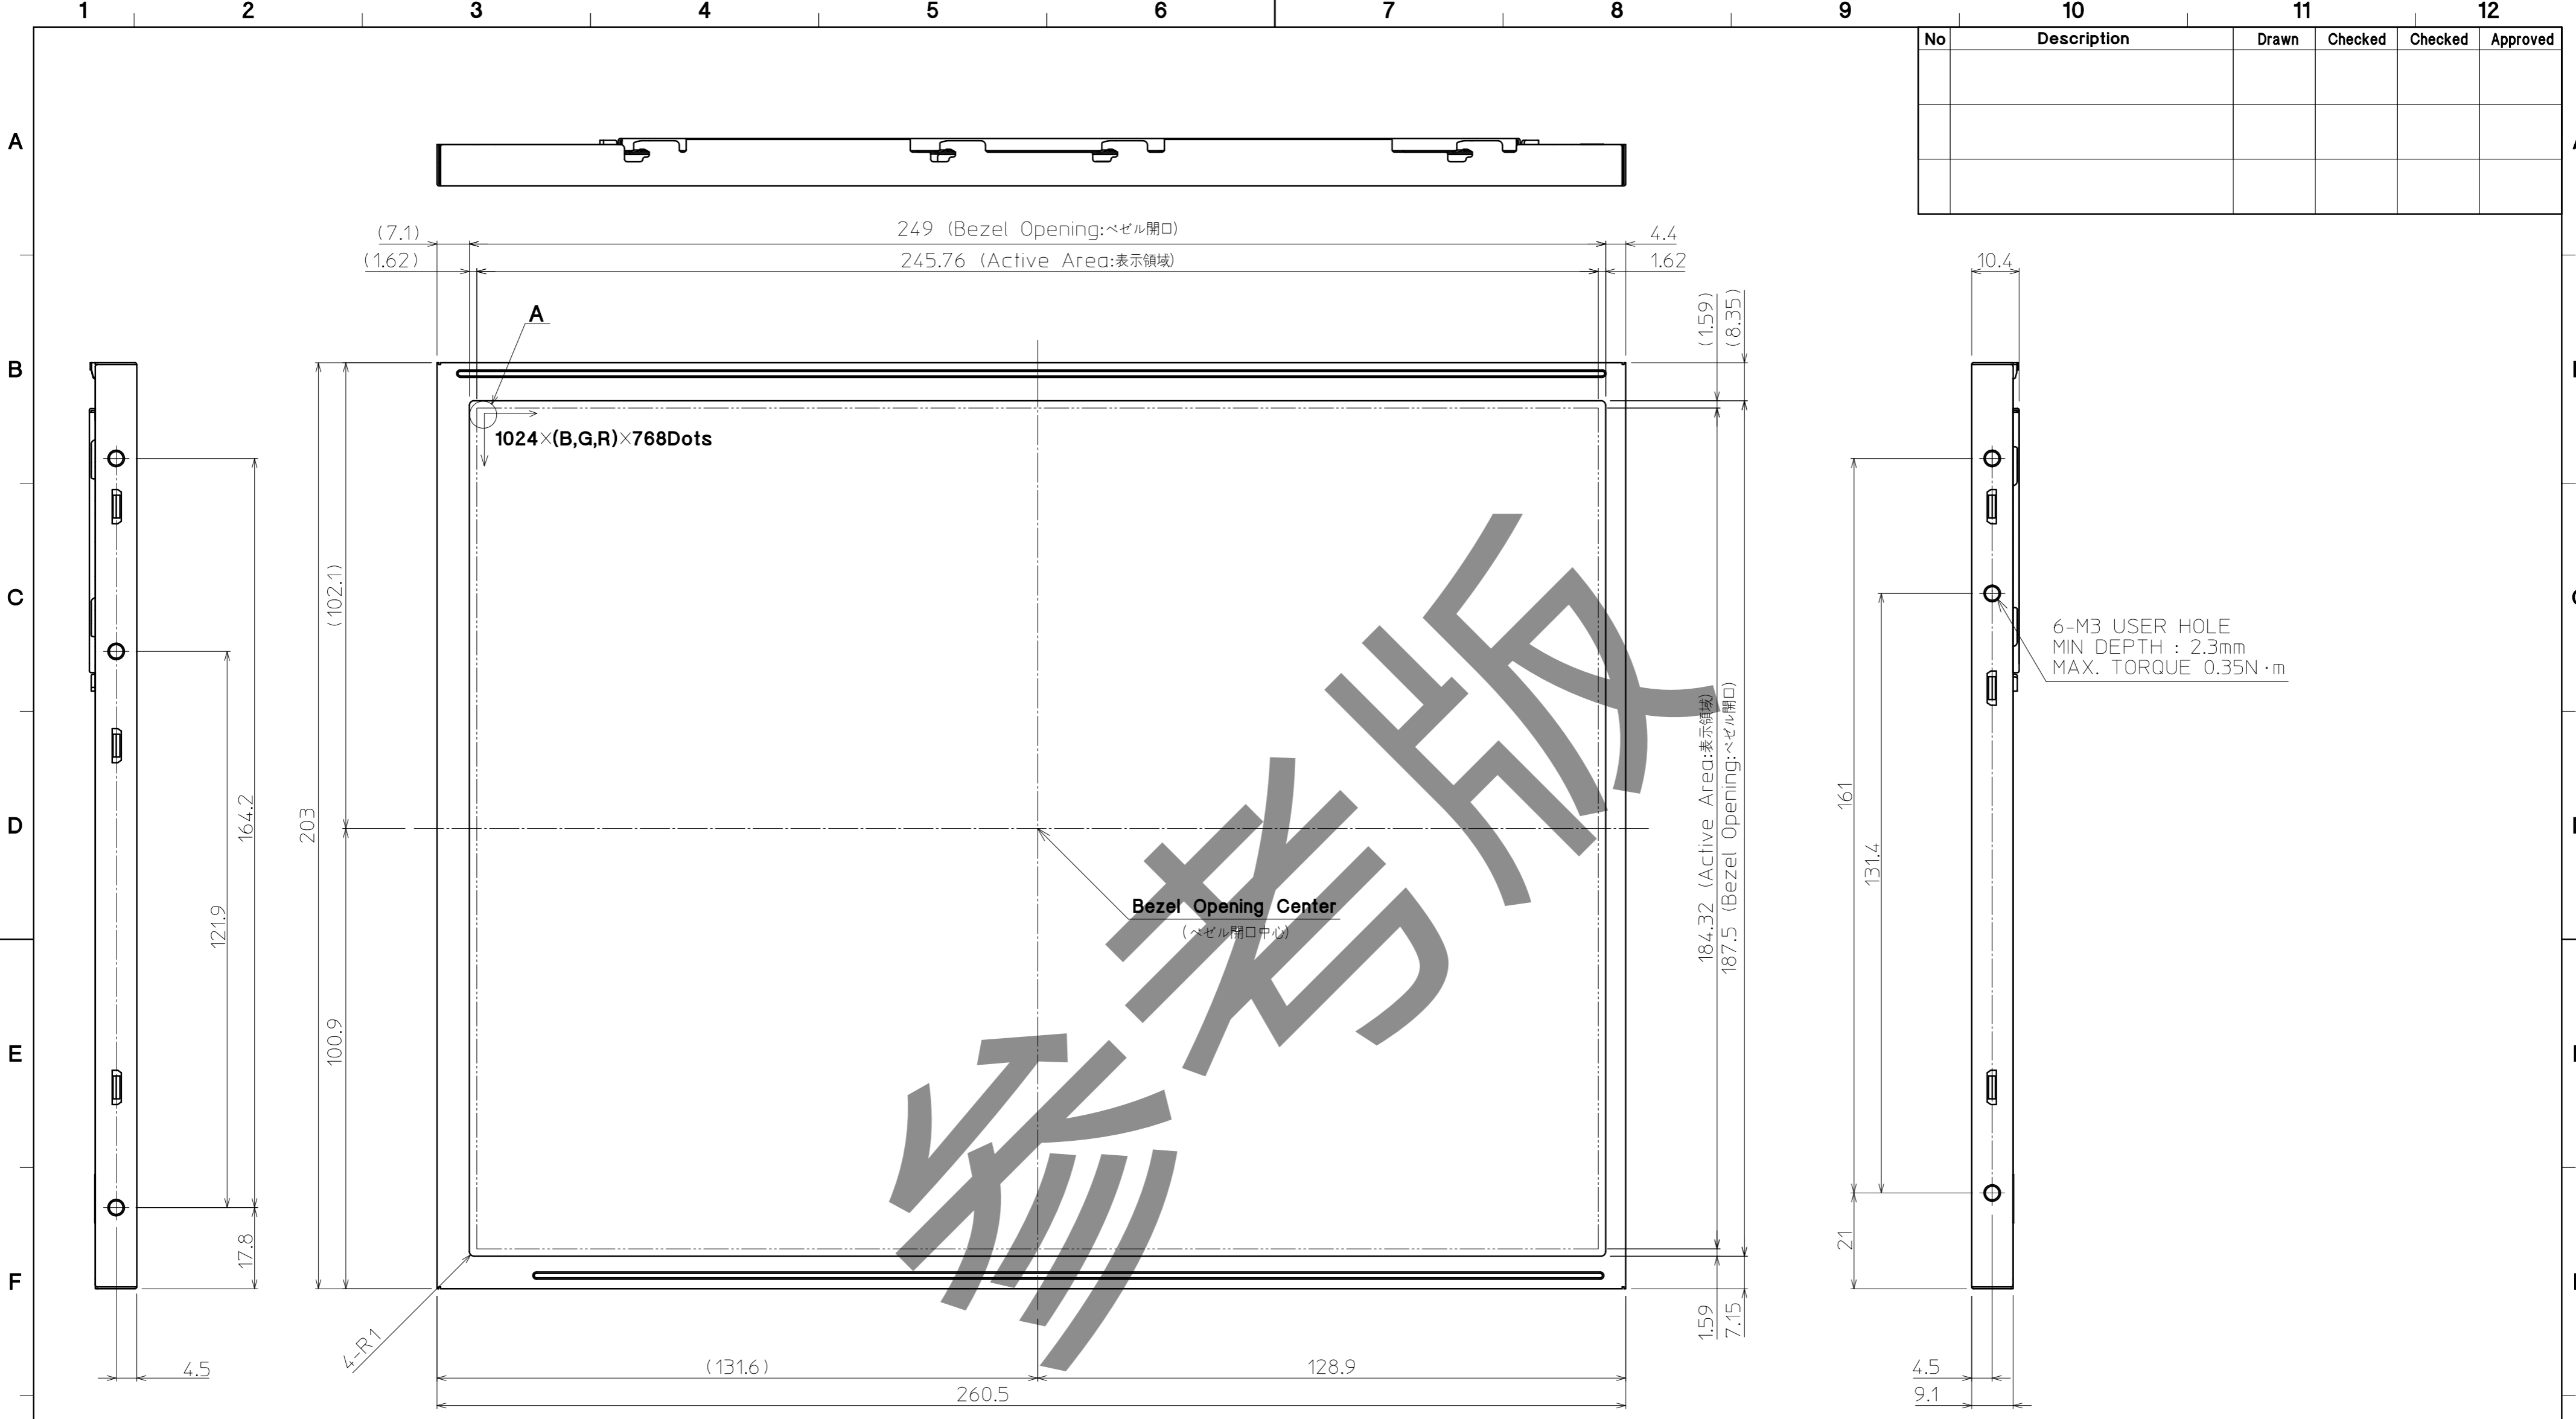 1 2 3 4 5 6 7 8 9 10 11 12
No Description Drawn Checked Checked Approved
A
(7.1) 249 (Bezel Opening:ベゼル開口) 4.4
(1.62) 245.76 (Active Area:表示領域) 1.62
10.4
(1.59)
(8.35)
A
B
1024×(B,G,R)×768Dots
C
(102.1)
6-M3 USER HOLE
MIN DEPTH : 2.3mm
MAX. TORQUE 0.35N・m
D
203
164.2
121.9
184.32 (Active Area:表示領域)
187.5 (Bezel Opening:ベゼル開口)
161
131.4
Bezel Opening Center
(ベゼル開口中心)
参考版
E
100.9
17.8
21
F
1.59
7.15
4-R1
4.5
(131.6) 128.9
260.5
4.5
9.1